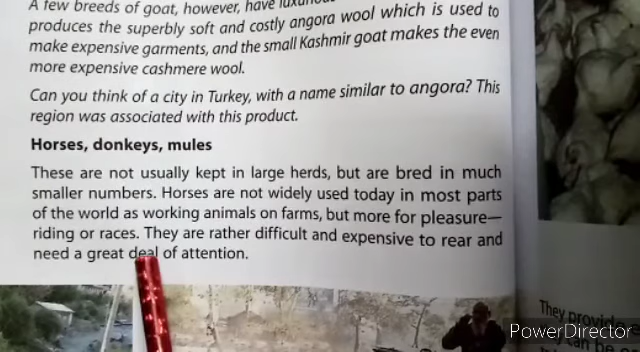 A few breeds of goat, however, have
produces the superbly soft and costly angora wool which is used to
make expensive garments, and the small Kashmir goat makes the even
more expensive cashmere wool.
Can you think of a city in Turkey, with a name similar to angora? This
region was associated with this product.
Horses, donkeys, mules
These are not usually kept in large herds, but are bred in much
smaller numbers. Horses are not widely used today in most parts
of the world as working animals on farms, but more for pleasure—
riding or races. They are rather difficult and expensive to rear and
need a great deal of attention.
They
can be
PowerDirector